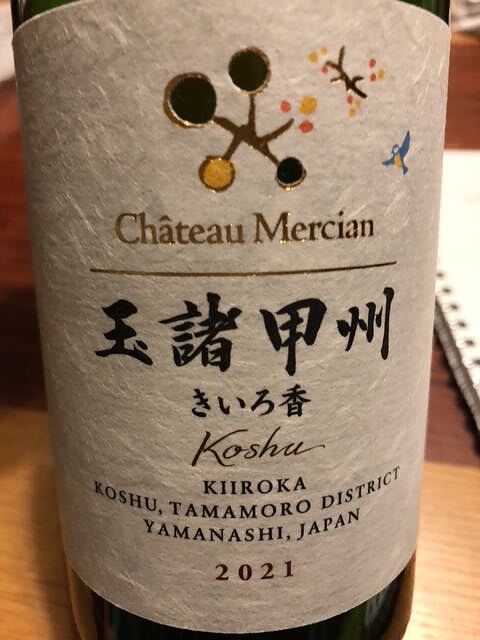 Château Mercian
玉諸甲州
きいろ香
Koshu
KIIROKA
KOSHU, TAMAMORO DISTRICT
YAMANASHI, JAPAN
2021